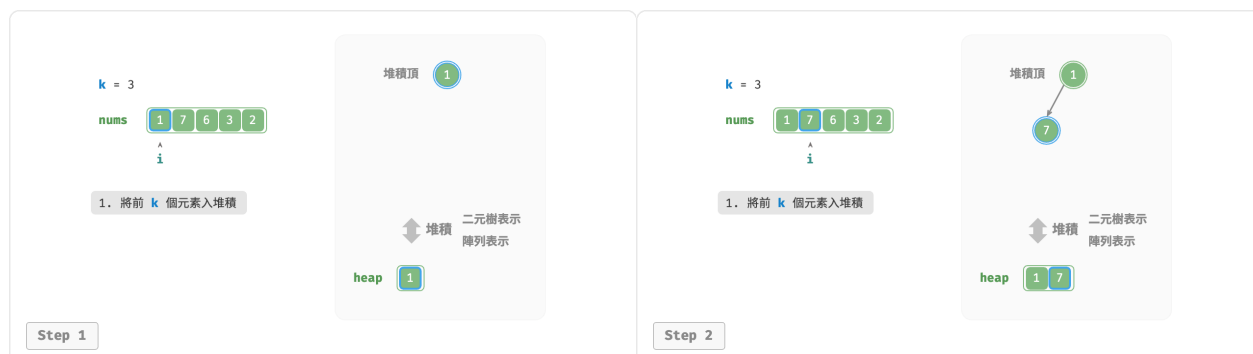 堆積頂 1
k = 3
nums 1 7 6 3 2
i
1. 將前 k 個元素入堆積
堆積 二元樹表示
陣列表示
heap 1
Step 1
堆積頂 1
k = 3
7
nums 1 7 6 3 2
i
1. 將前 k 個元素入堆積
堆積 二元樹表示
陣列表示
heap 1 7
Step 2